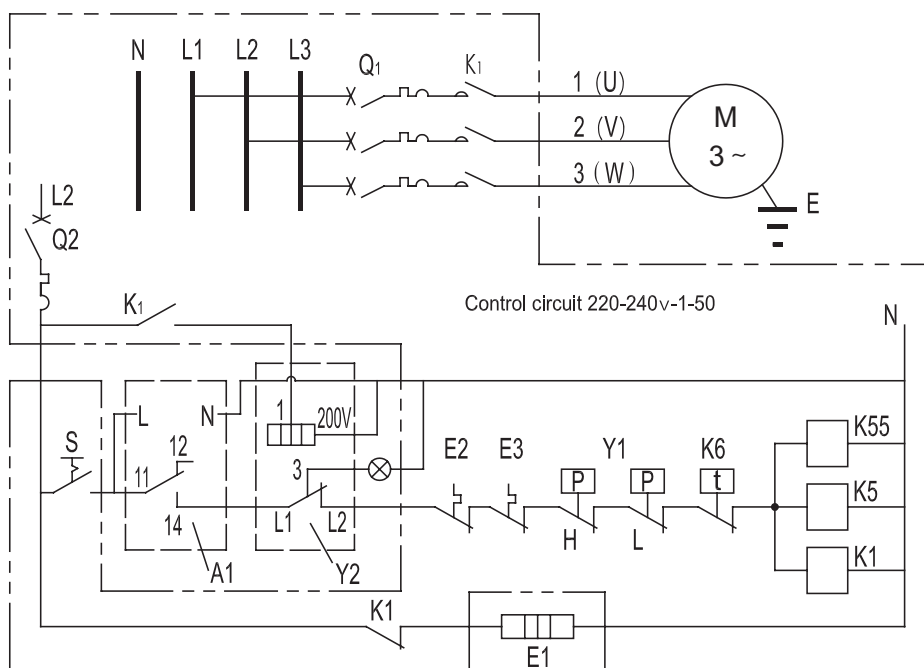 N L1 L2 L3
Q1 K1
1 (U)
M
3 ~
2 (V)
3 (W)
E
L2
Q2
Control circuit 220-240v-1-50
K1
N
L N
1 200V
S
12
11
3
E2 E3 Y1 K6
K55
P P t
K5
14
L1 L2
H L
K1
A1 Y2
K1
E1